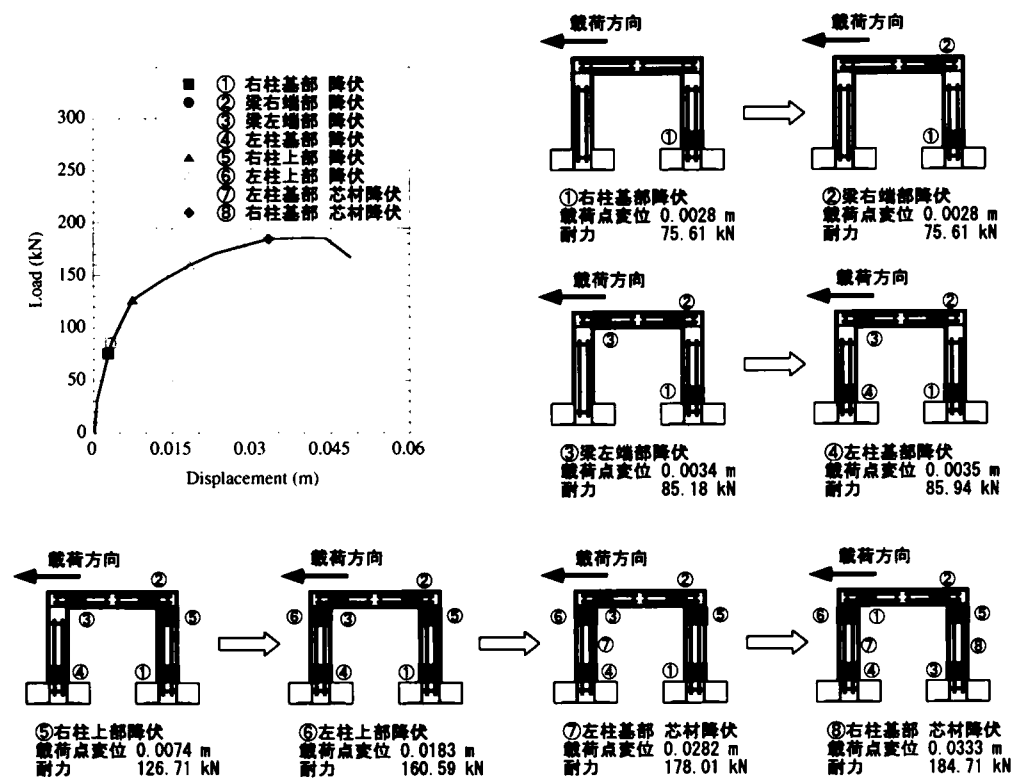 ① 右柱基部 降伏
② 梁右端部 降伏
③ 梁左端部 降伏
④ 左柱基部 降伏
⑤ 右柱上部 降伏
⑥ 左柱上部 降伏
⑦ 左柱基部 芯材降伏
⑧ 右柱基部 芯材降伏
300
250
200
150
100
50
0
Load (kN)
0 0.015 0.03 0.045 0.06
Displacement (m)
載荷方向
①
①右柱基部降伏
載荷点変位 0.0028 m
耐力 75.61 kN
載荷方向
②
①
②梁右端部降伏
載荷点変位 0.0028 m
耐力 75.61 kN
載荷方向
②
③
①
③梁左端部降伏
載荷点変位 0.0034 m
耐力 85.18 kN
載荷方向
②
③
④ ①
④左柱基部降伏
載荷点変位 0.0035 m
耐力 85.94 kN
載荷方向
②
③ ⑤
④ ①
⑤右柱上部降伏
載荷点変位 0.0074 m
耐力 126.71 kN
載荷方向
②
⑥ ③ ⑤
④ ①
⑥左柱上部降伏
載荷点変位 0.0183 m
耐力 160.59 kN
載荷方向
②
⑥ ③ ⑤
⑦
④ ①
⑦左柱基部 芯材降伏
載荷点変位 0.0282 m
耐力 178.01 kN
載荷方向
②
⑥ ① ⑤
⑦ ⑧
④ ③
⑧右柱基部 芯材降伏
載荷点変位 0.0333 m
耐力 184.71 kN